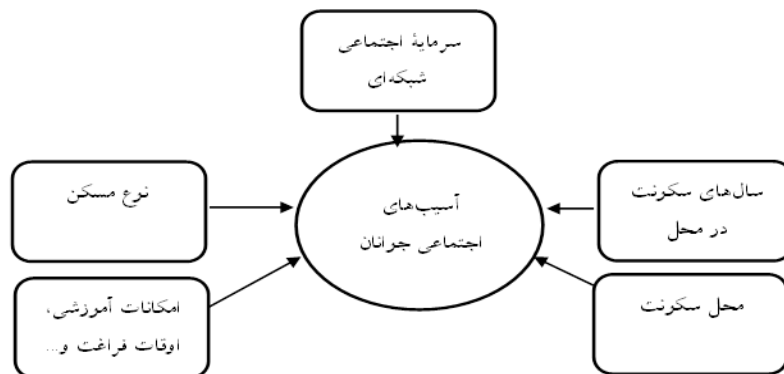 سرمایۀ اجتماعی
شبکه‌ای
نوع مسکن
آسیب‌های
اجتماعی جوانان
سال‌های سکونت
در محل
امکانات آموزشی،
اوقات فراغت و...
محل سکونت